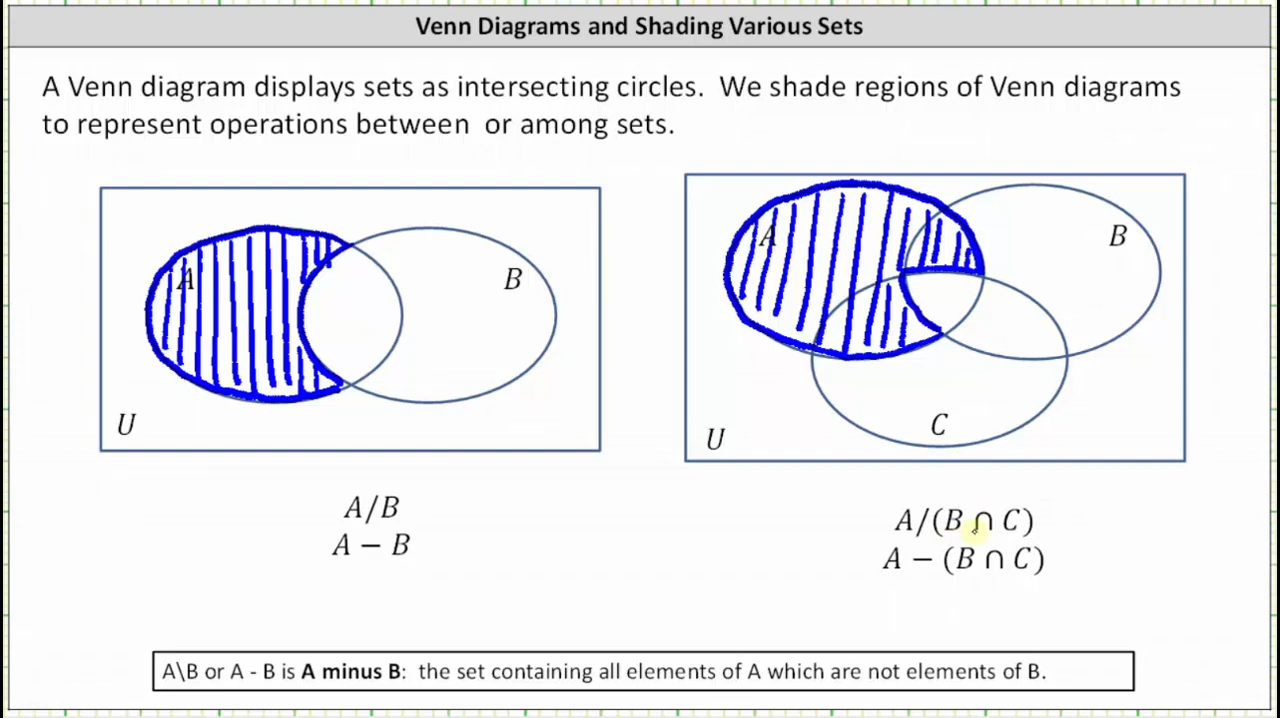 Venn Diagrams and Shading Various Sets
A Venn diagram displays sets as intersecting circles.  We shade regions of Venn diagrams
to represent operations between  or among sets.
A
B
U
A
B
C
U
A/B
A − B
A/(B ∩ C)
A − (B ∩ C)
A\B or A - B is A minus B:  the set containing all elements of A which are not elements of B.